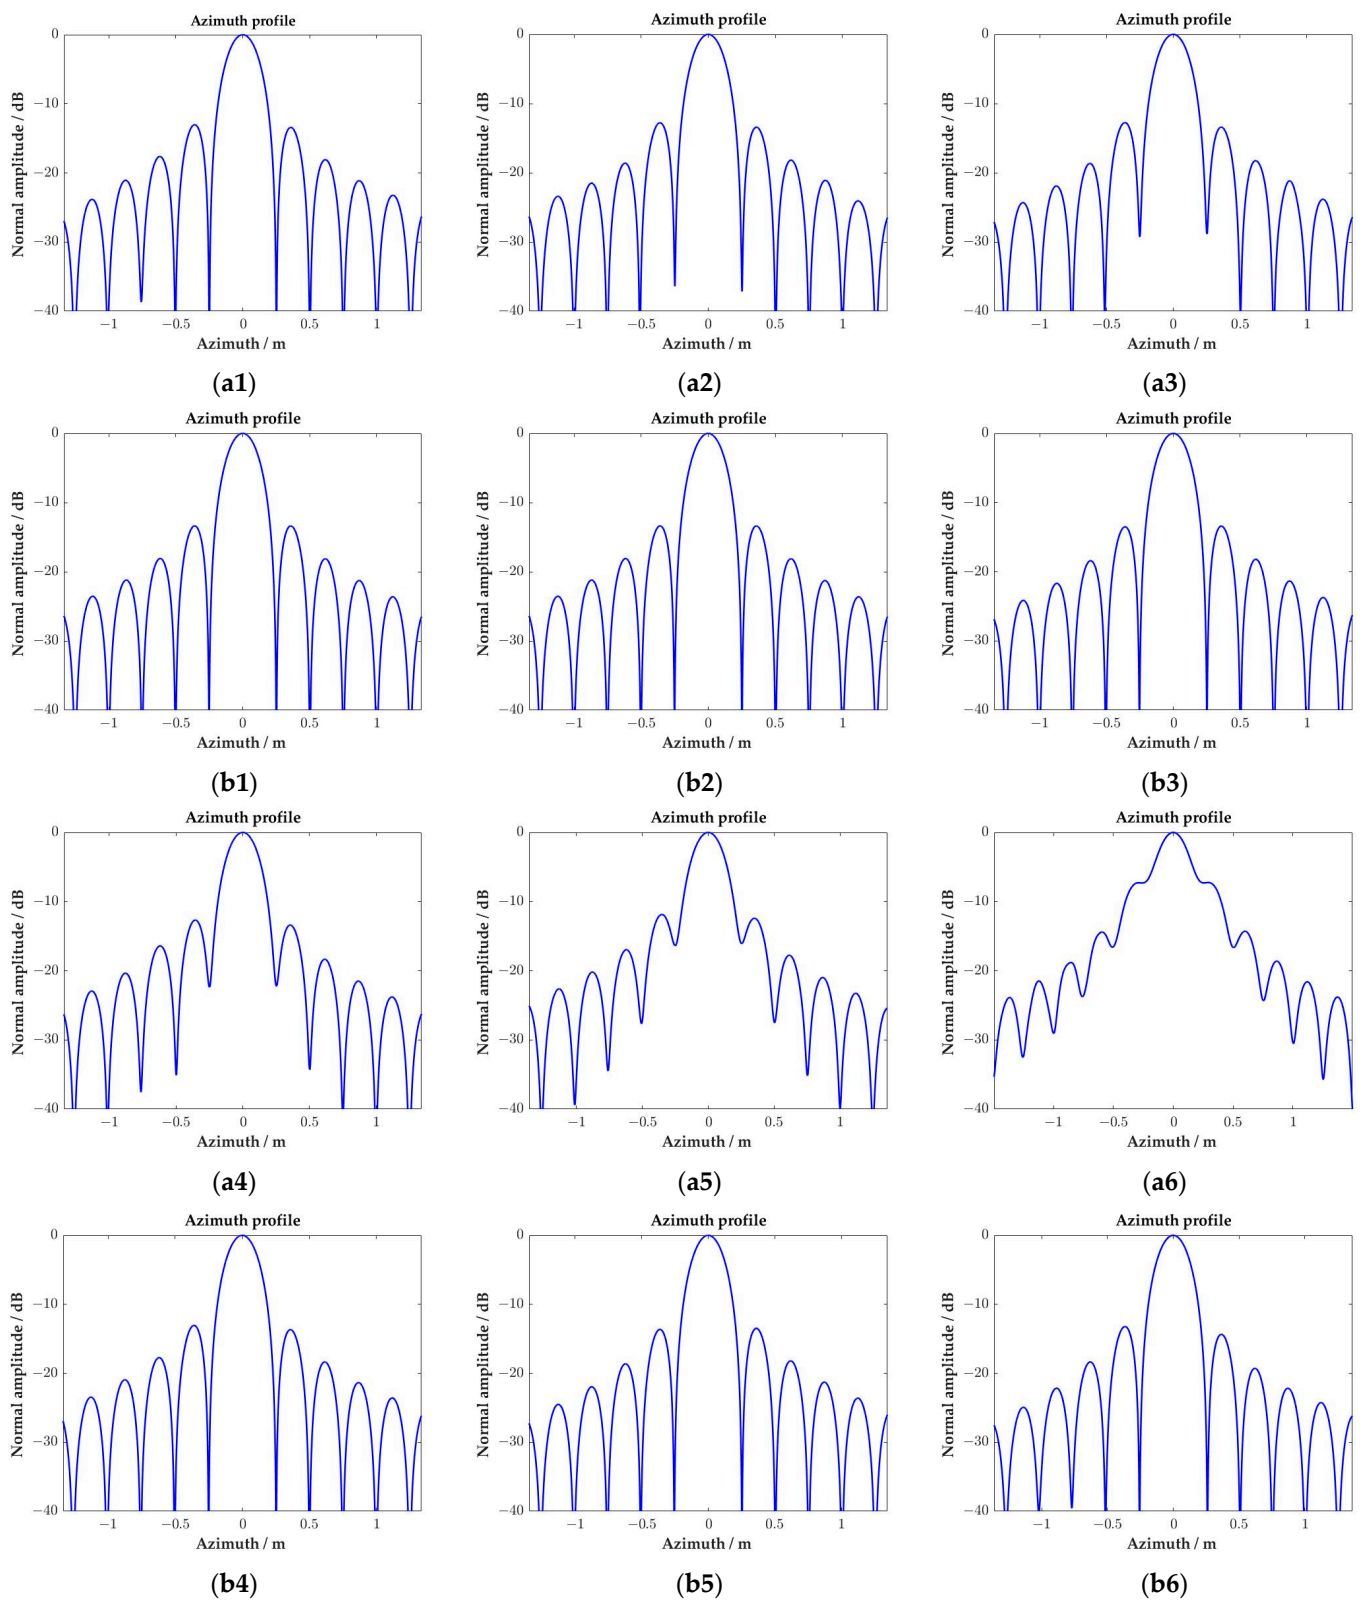 Azimuth profile Azimuth profile Azimuth profile
0 0 0
−10 −10 −10
−20 −20 −20
−30 −30 −30
−40 −40 −40
Normal amplitude / dB Normal amplitude / dB Normal amplitude / dB
−1 −0.5 0 0.5 1 −1 −0.5 0 0.5 1 −1 −0.5 0 0.5 1
Azimuth / m Azimuth / m Azimuth / m
(a1) (a2) (a3)
Azimuth profile Azimuth profile Azimuth profile
0 0 0
−10 −10 −10
−20 −20 −20
−30 −30 −30
−40 −40 −40
Normal amplitude / dB Normal amplitude / dB Normal amplitude / dB
−1 −0.5 0 0.5 1 −1 −0.5 0 0.5 1 −1 −0.5 0 0.5 1
Azimuth / m Azimuth / m Azimuth / m
(b1) (b2) (b3)
Azimuth profile Azimuth profile Azimuth profile
0 0 0
−10 −10 −10
−20 −20 −20
−30 −30 −30
−40 −40 −40
Normal amplitude / dB Normal amplitude / dB Normal amplitude / dB
−1 −0.5 0 0.5 1 −1 −0.5 0 0.5 1 −1 −0.5 0 0.5 1
Azimuth / m Azimuth / m Azimuth / m
(a4) (a5) (a6)
Azimuth profile Azimuth profile Azimuth profile
0 0 0
−10 −10 −10
−20 −20 −20
−30 −30 −30
−40 −40 −40
Normal amplitude / dB Normal amplitude / dB Normal amplitude / dB
−1 −0.5 0 0.5 1 −1 −0.5 0 0.5 1 −1 −0.5 0 0.5 1
Azimuth / m Azimuth / m Azimuth / m
(b4) (b5) (b6)